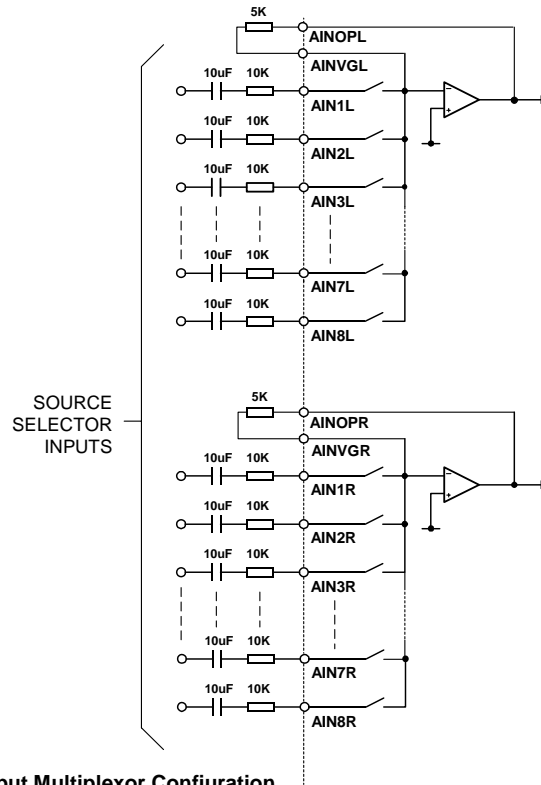 5K
AINOPL
AINVGL
10uF 10K
AIN1L
10uF 10K
AIN2L
10uF 10K
AIN3L
10uF 10K
AIN7L
10uF 10K
AIN8L
SOURCE
SELECTOR
INPUTS
5K
AINOPR
AINVGR
10uF 10K
AIN1R
10uF 10K
AIN2R
10uF 10K
AIN3R
10uF 10K
AIN7R
10uF 10K
AIN8R
Multiplexor Confiuration